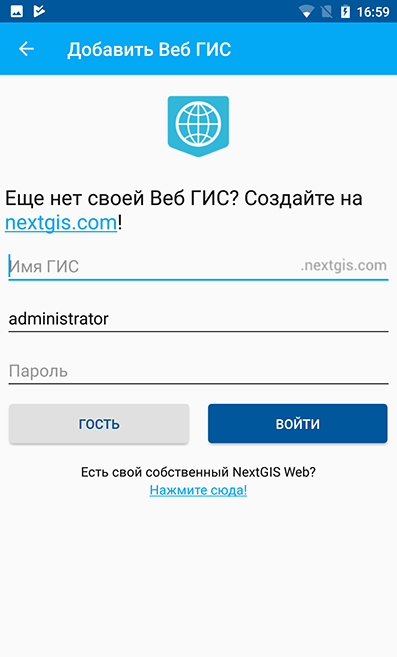 16:59
Добавить Веб ГИС
Еще нет своей Веб ГИС? Создайте на
nextgis.com!
Имя ГИС .nextgis.com
administrator
Пароль
ГОСТЬ ВОЙТИ
Есть свой собственный NextGIS Web?
Нажмите сюда!